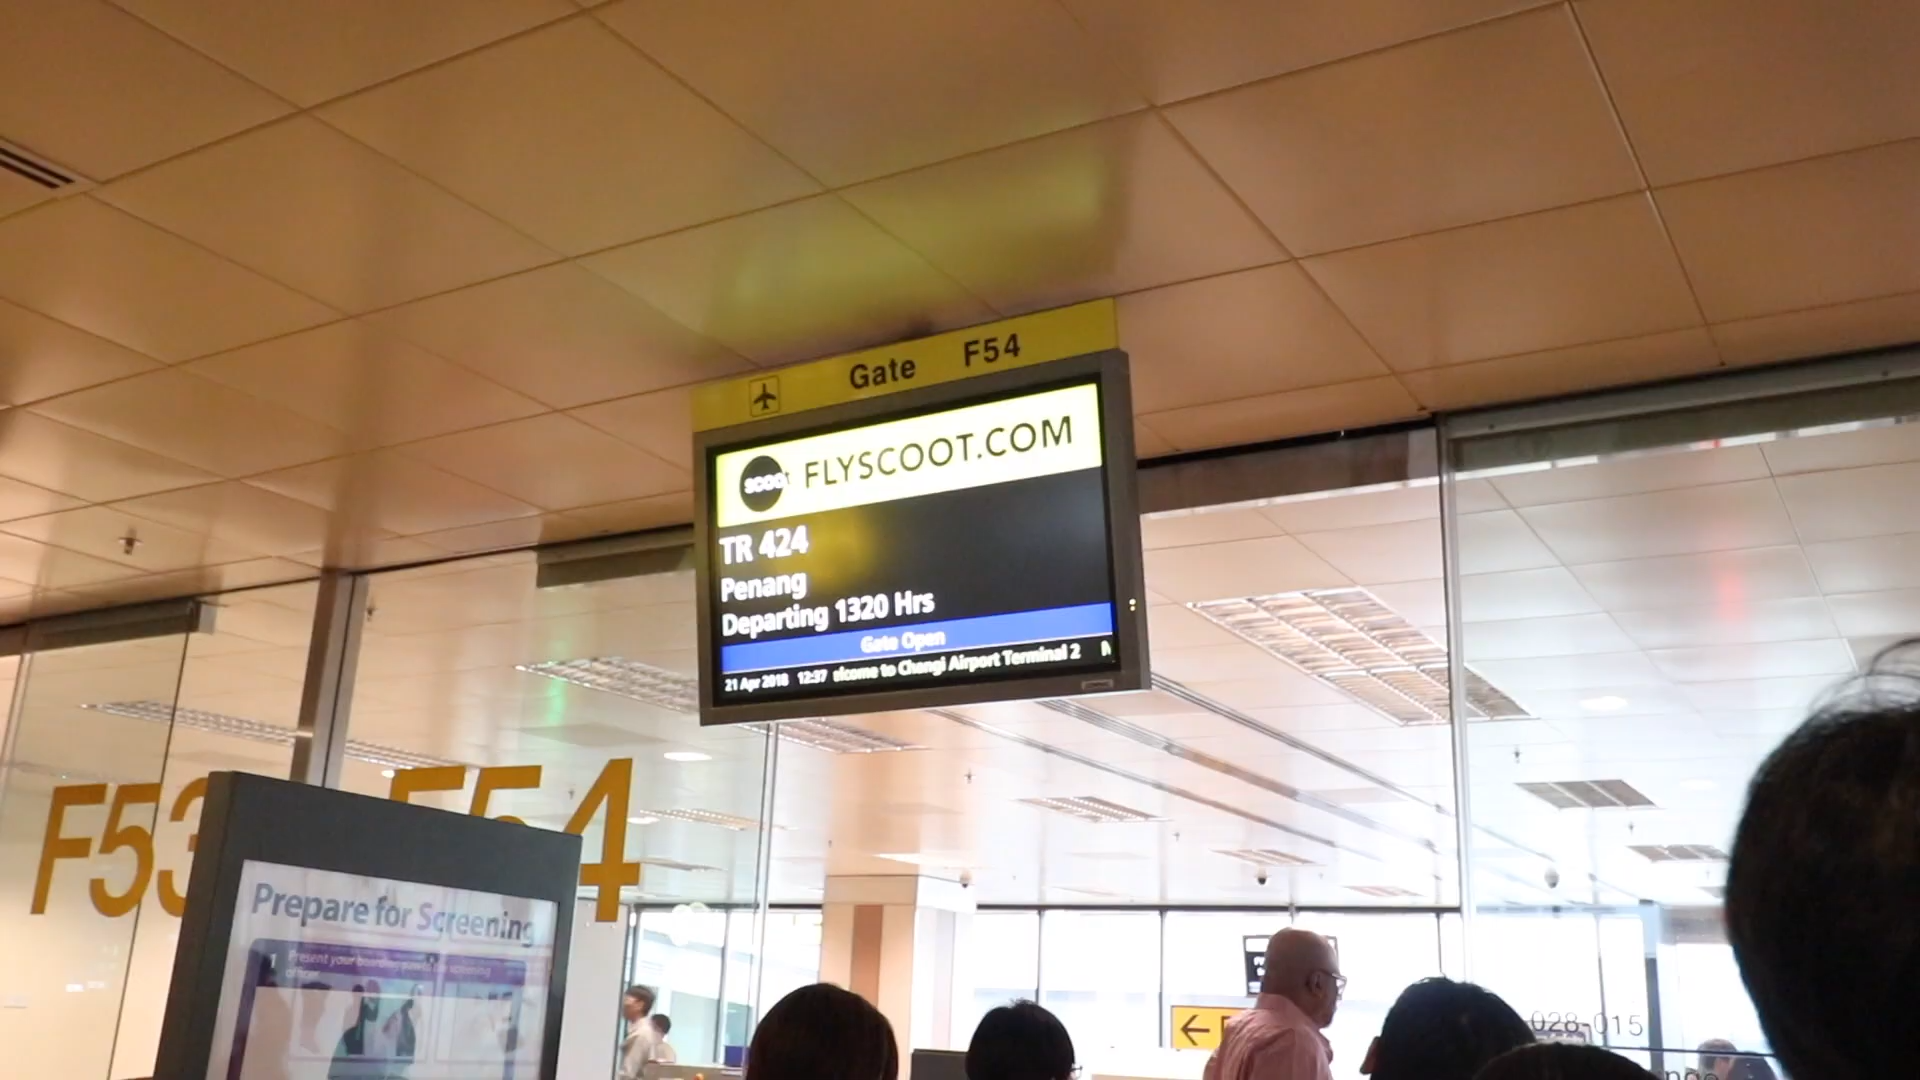 Gate F54
scoot FLYSCOOT.COM
TR 424
Penang
Departing 1320 Hrs
Gate Open
21 Apr 2018 12:37 elcome to Changi Airport Terminal 2
F53
F54
Prepare for Screening
1 Present your boarding pass to the screening officer
028-015